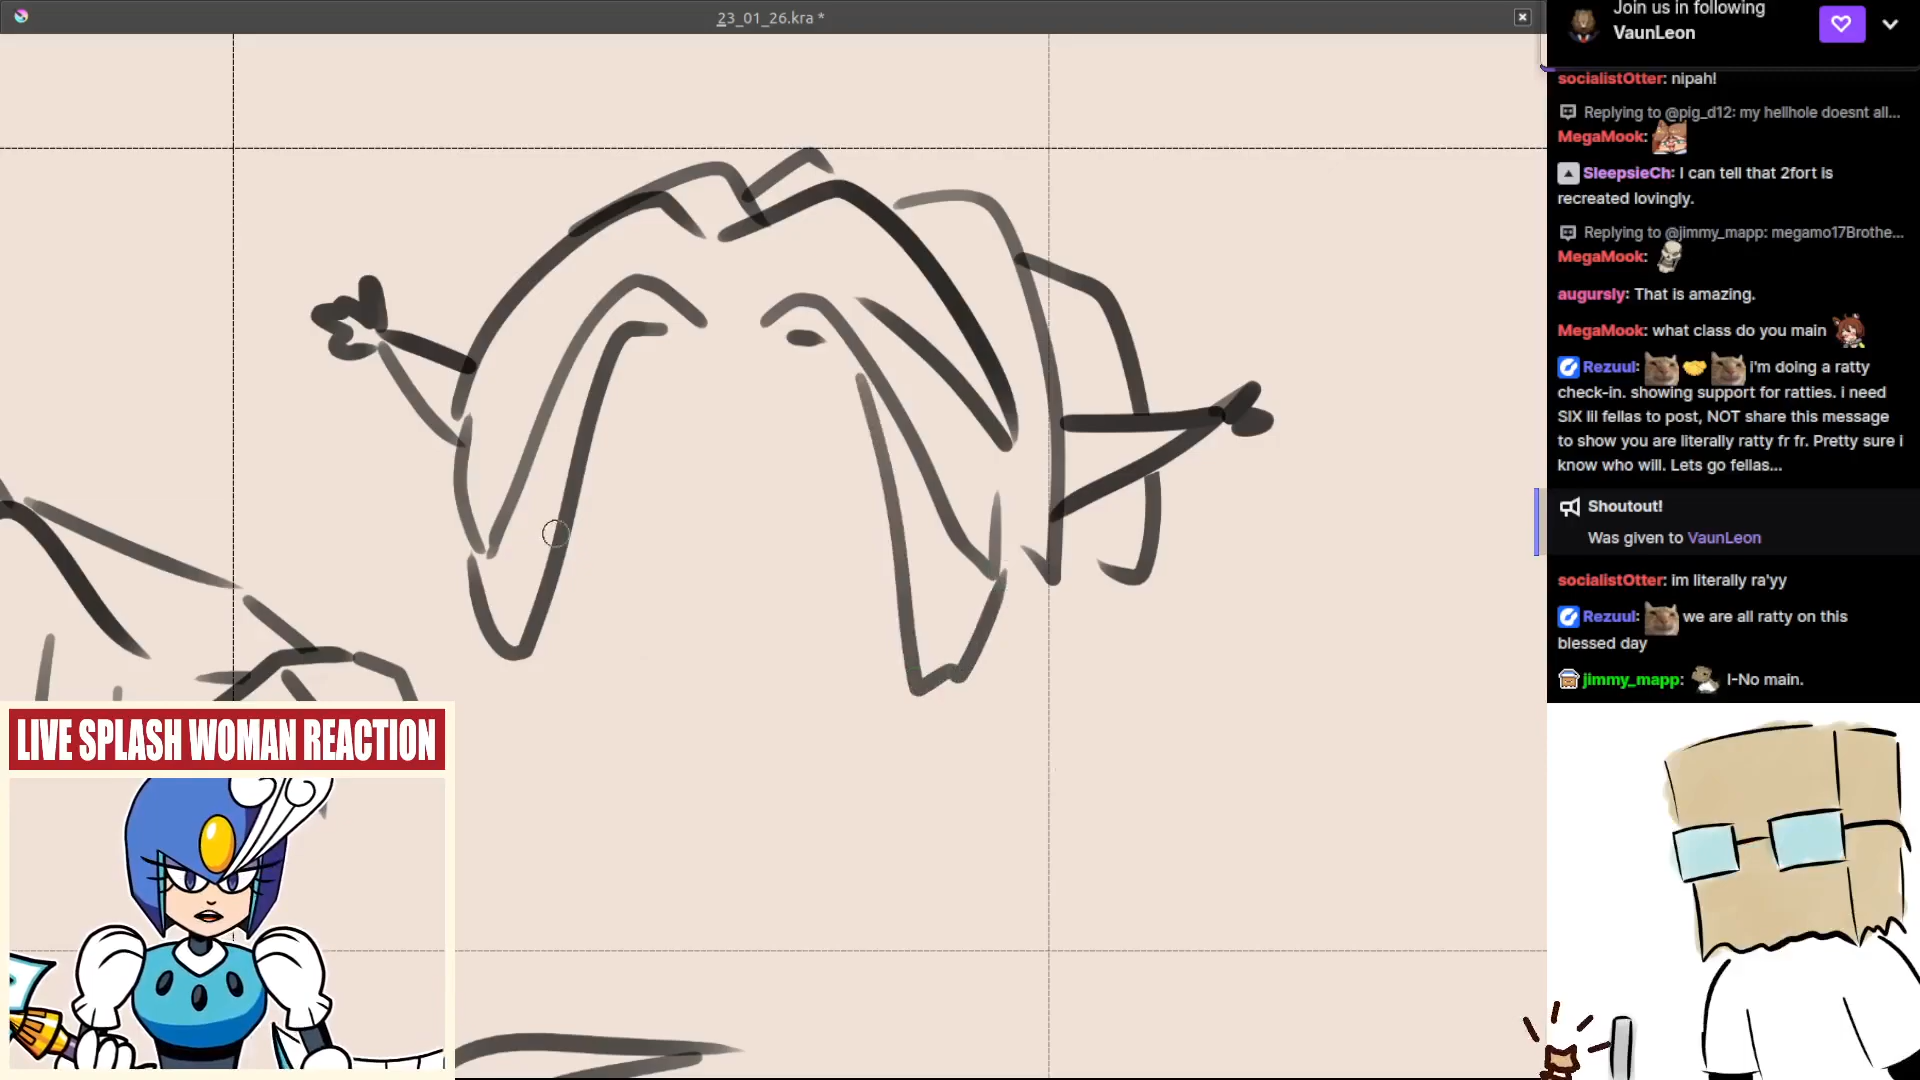 23_01_26.kra *
Join us in following
VaunLeon
socialistOtter: nipah!
Replying to @pig_d12: my hellhole doesnt all...
MegaMook:
SleepsieCh: I can tell that 2fort is
recreated lovingly.
Replying to @jimmy_mapp: megamo17Brothe...
MegaMook:
augursly: That is amazing.
MegaMook: what class do you main
Rezuul: i'm doing a ratty
check-in. showing support for ratties. i need
SIX lil fellas to post, NOT share this message
to show you are literally ratty fr fr. Pretty sure i
know who will. Lets go fellas...
Shoutout!
Was given to VaunLeon
socialistOtter: im literally ra'yy
Rezuul: we are all ratty on this
blessed day
jimmy_mapp: I-No main.
LIVE SPLASH WOMAN REACTION